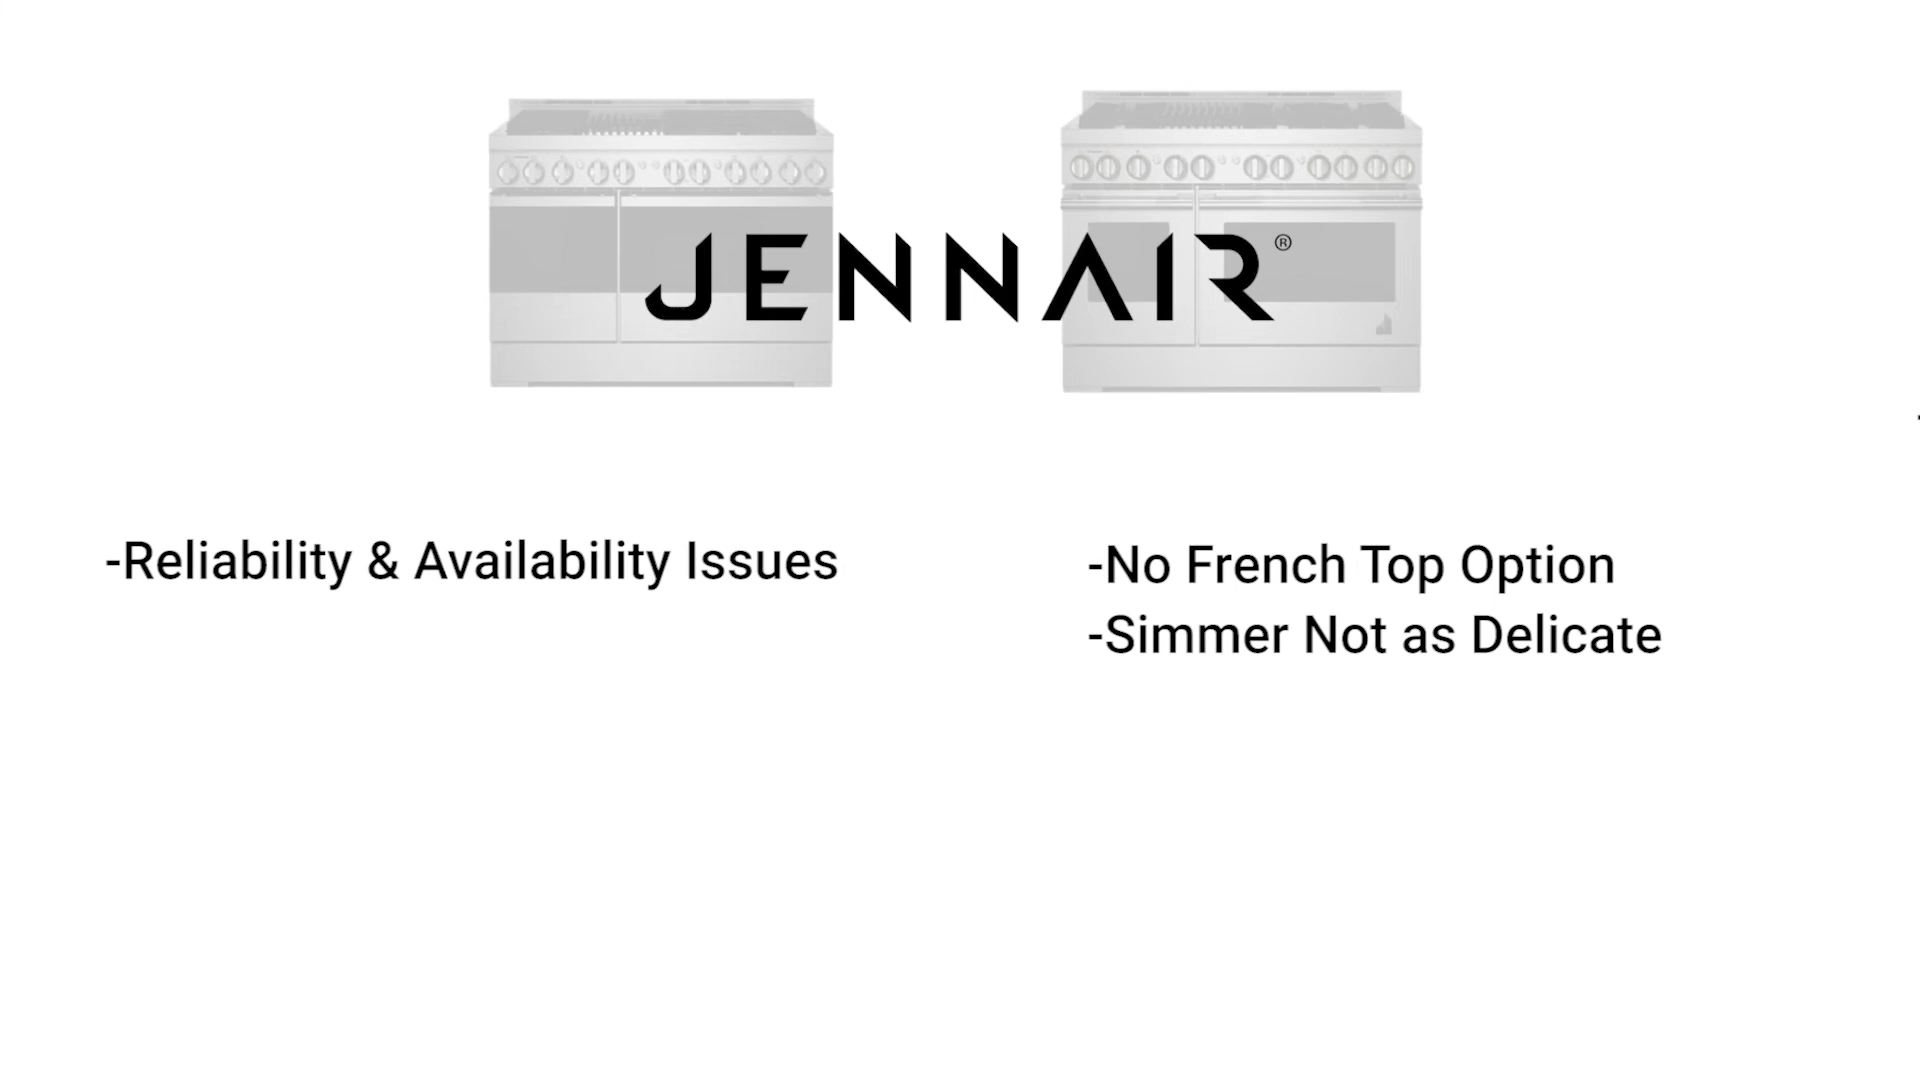 JENNAIR®
-Reliability & Availability Issues
-No French Top Option
-Simmer Not as Delicate